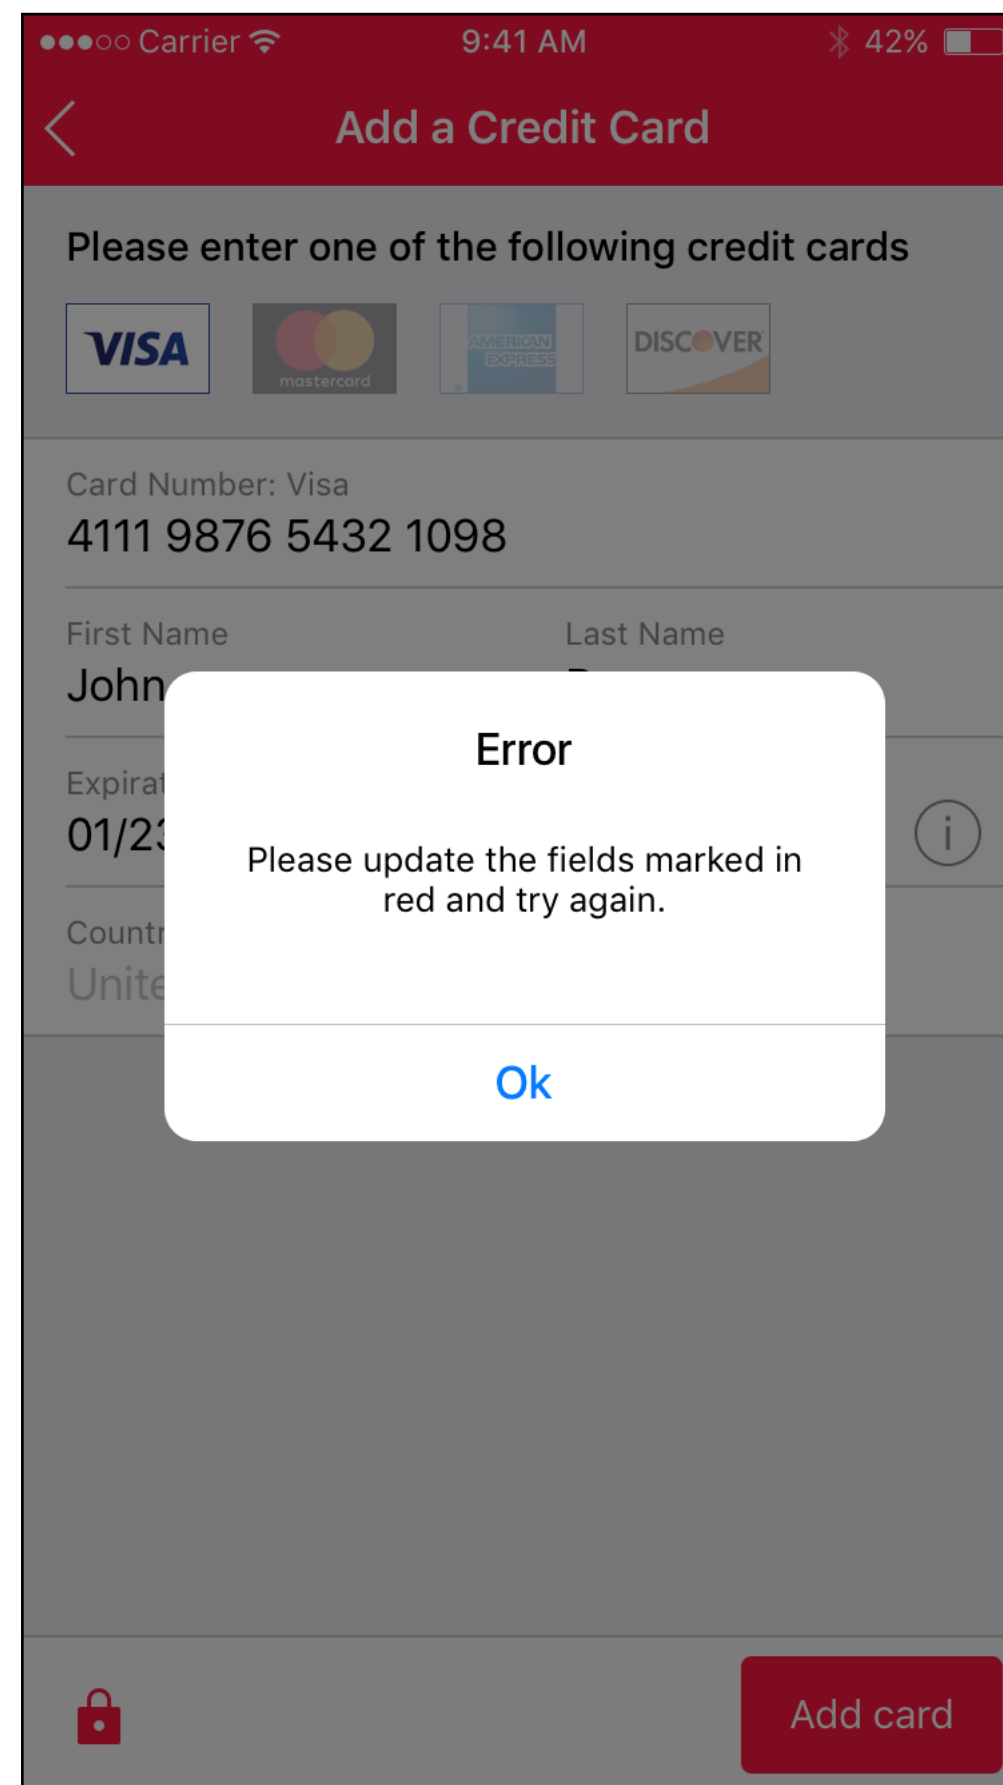 Carrier 9:41 AM 42%
Add a Credit Card
Please enter one of the following credit cards
VISA mastercard AMERICAN EXPRESS DISCOVER
Card Number: Visa
4111 9876 5432 1098
First Name Last Name
John
Error
Please update the fields marked in
red and try again.
Ok
Add card